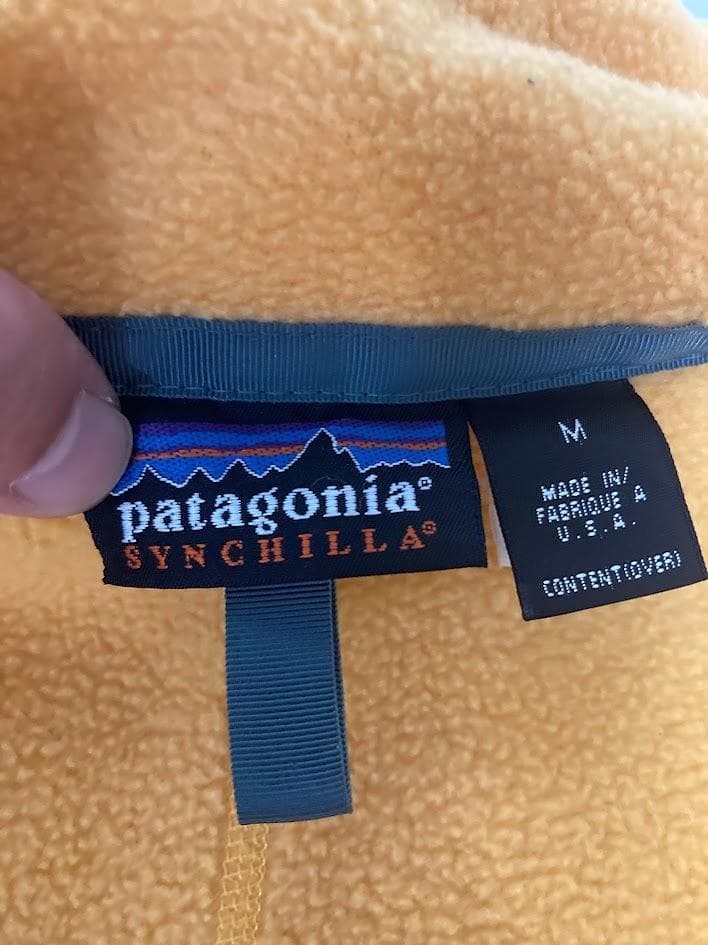 patagonia®
SYNCHILLA®
M
MADE IN/
FABRIQUE A
U.S.A.
CONTENT(OVER)